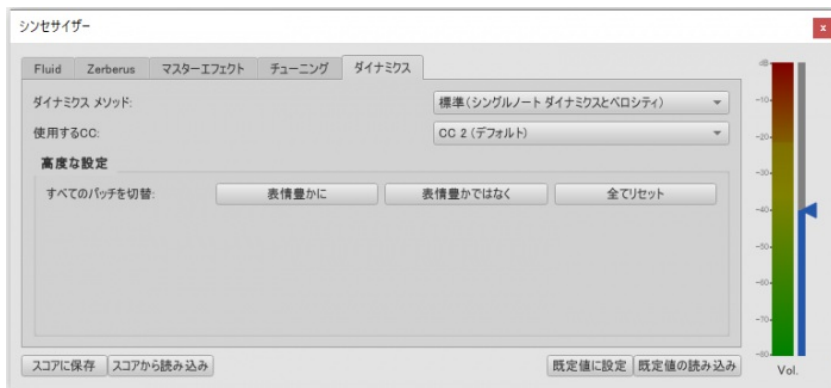 シンセサイザー
x
Fluid Zerberus マスターエフェクト チューニング ダイナミクス
ダイナミクス メソッド: 標準(シングルノート ダイナミクスとベロシティ)
使用するCC: CC 2 (デフォルト)
高度な設定
すべてのパッチを切替: 表情豊かに 表情豊かではなく 全てリセット
スコアに保存 スコアから読み込み 既定値に設定 既定値の読み込み
dB
-10
-20
-30
-40
-50
-60
-70
-80
Vol.